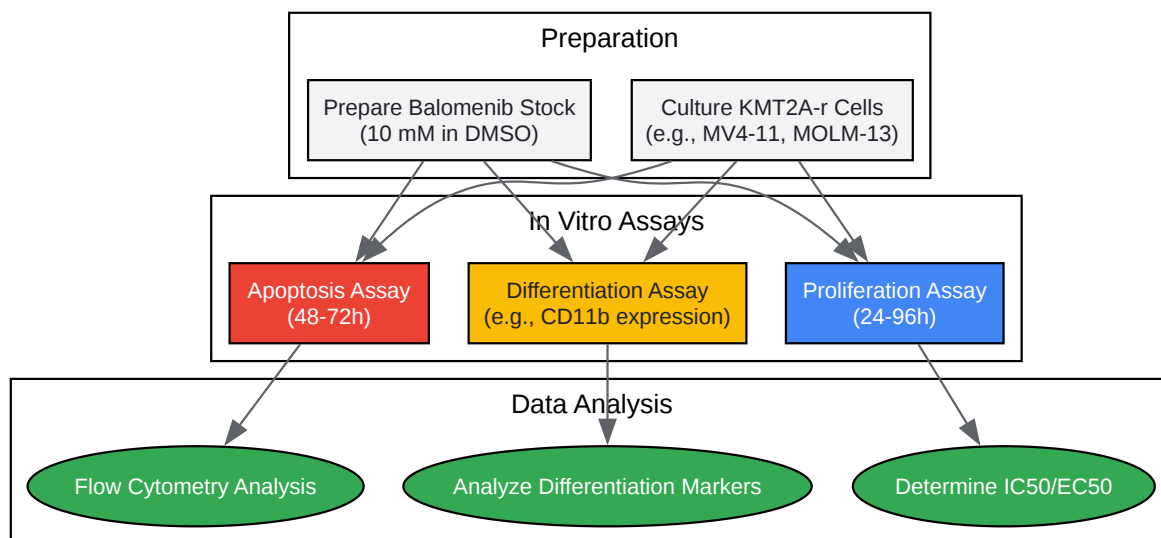 Preparation
Prepare Balomenib Stock
(10 mM in DMSO)
Culture KMT2A-r Cells
(e.g., MV4-11, MOLM-13)
In Vitro Assays
Apoptosis Assay
(48-72h)
Differentiation Assay
(e.g., CD11b expression)
Proliferation Assay
(24-96h)
Data Analysis
Flow Cytometry Analysis
Analyze Differentiation Markers
Determine IC50/EC50